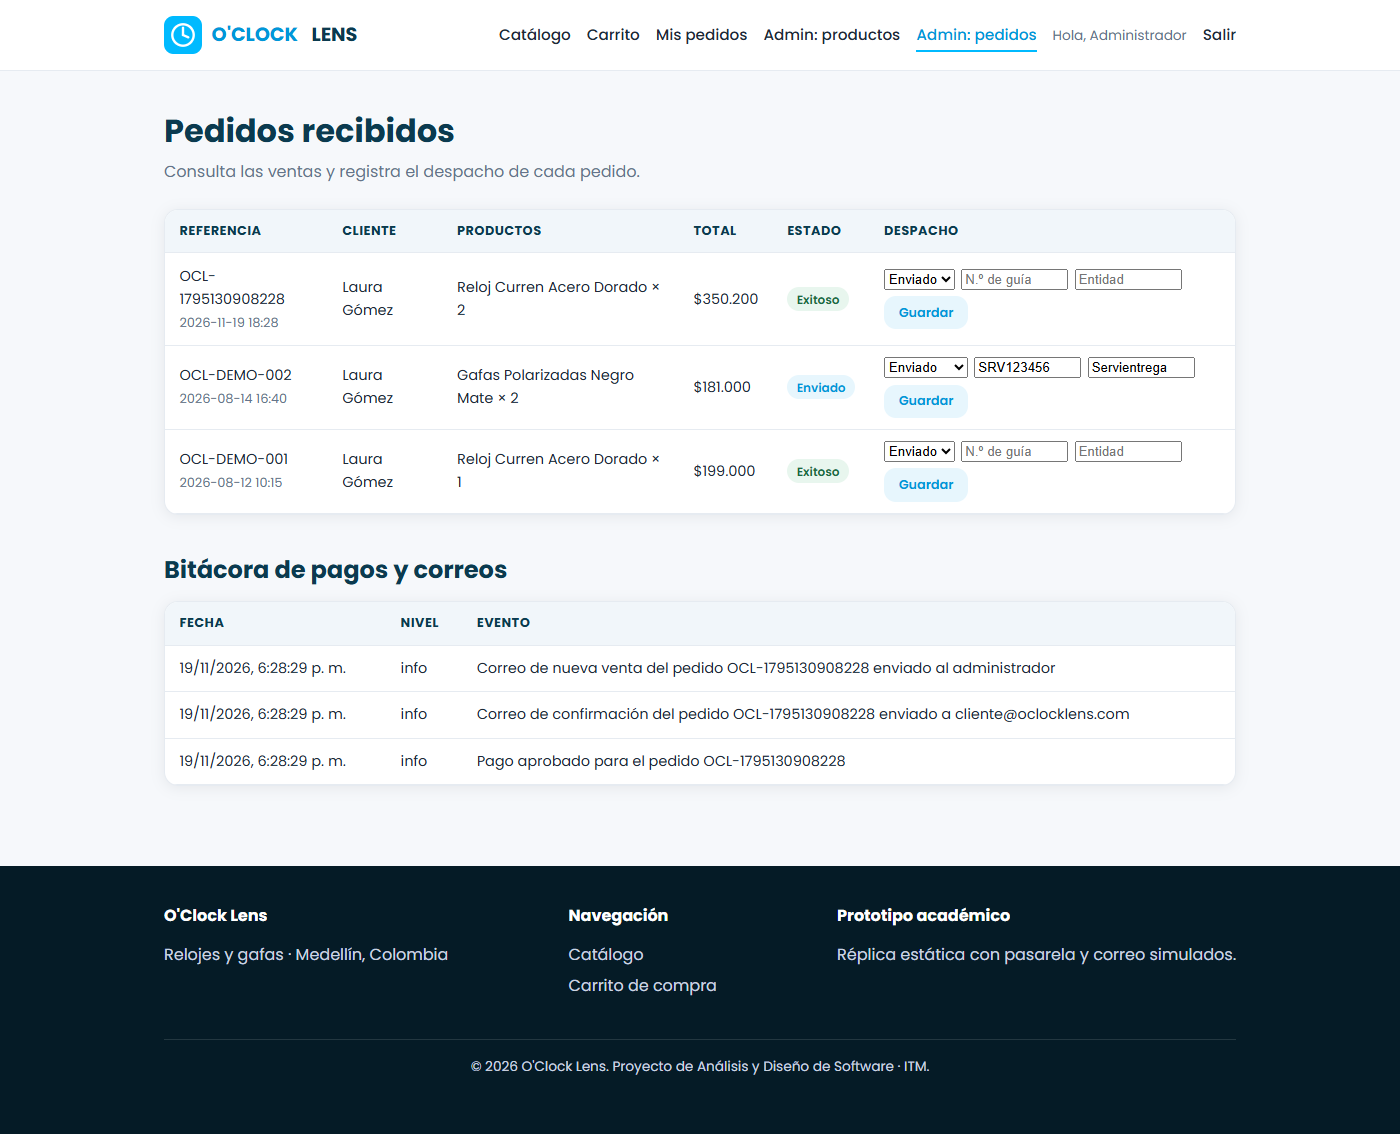 O'CLOCK LENS
Catálogo Carrito Mis pedidos Admin: productos Admin: pedidos Hola, Administrador Salir
Pedidos recibidos
Consulta las ventas y registra el despacho de cada pedido.
REFERENCIA CLIENTE PRODUCTOS TOTAL ESTADO DESPACHO
OCL-
1795130908228
2026-11-19 18:28
Laura
Gómez
Reloj Curren Acero Dorado ×
2
$350.200
Exitoso
Enviado N.º de guía Entidad
Guardar
OCL-DEMO-002
2026-08-14 16:40
Laura
Gómez
Gafas Polarizadas Negro
Mate × 2
$181.000
Enviado
Enviado SRV123456 Servientrega
Guardar
OCL-DEMO-001
2026-08-12 10:15
Laura
Gómez
Reloj Curren Acero Dorado ×
1
$199.000
Exitoso
Enviado N.º de guía Entidad
Guardar
Bitácora de pagos y correos
FECHA NIVEL EVENTO
19/11/2026, 6:28:29 p. m. info Correo de nueva venta del pedido OCL-1795130908228 enviado al administrador
19/11/2026, 6:28:29 p. m. info Correo de confirmación del pedido OCL-1795130908228 enviado a cliente@oclocklens.com
19/11/2026, 6:28:29 p. m. info Pago aprobado para el pedido OCL-1795130908228
O'Clock Lens
Relojes y gafas · Medellín, Colombia
Navegación
Catálogo
Carrito de compra
Prototipo académico
Réplica estática con pasarela y correo simulados.
© 2026 O'Clock Lens. Proyecto de Análisis y Diseño de Software · ITM.